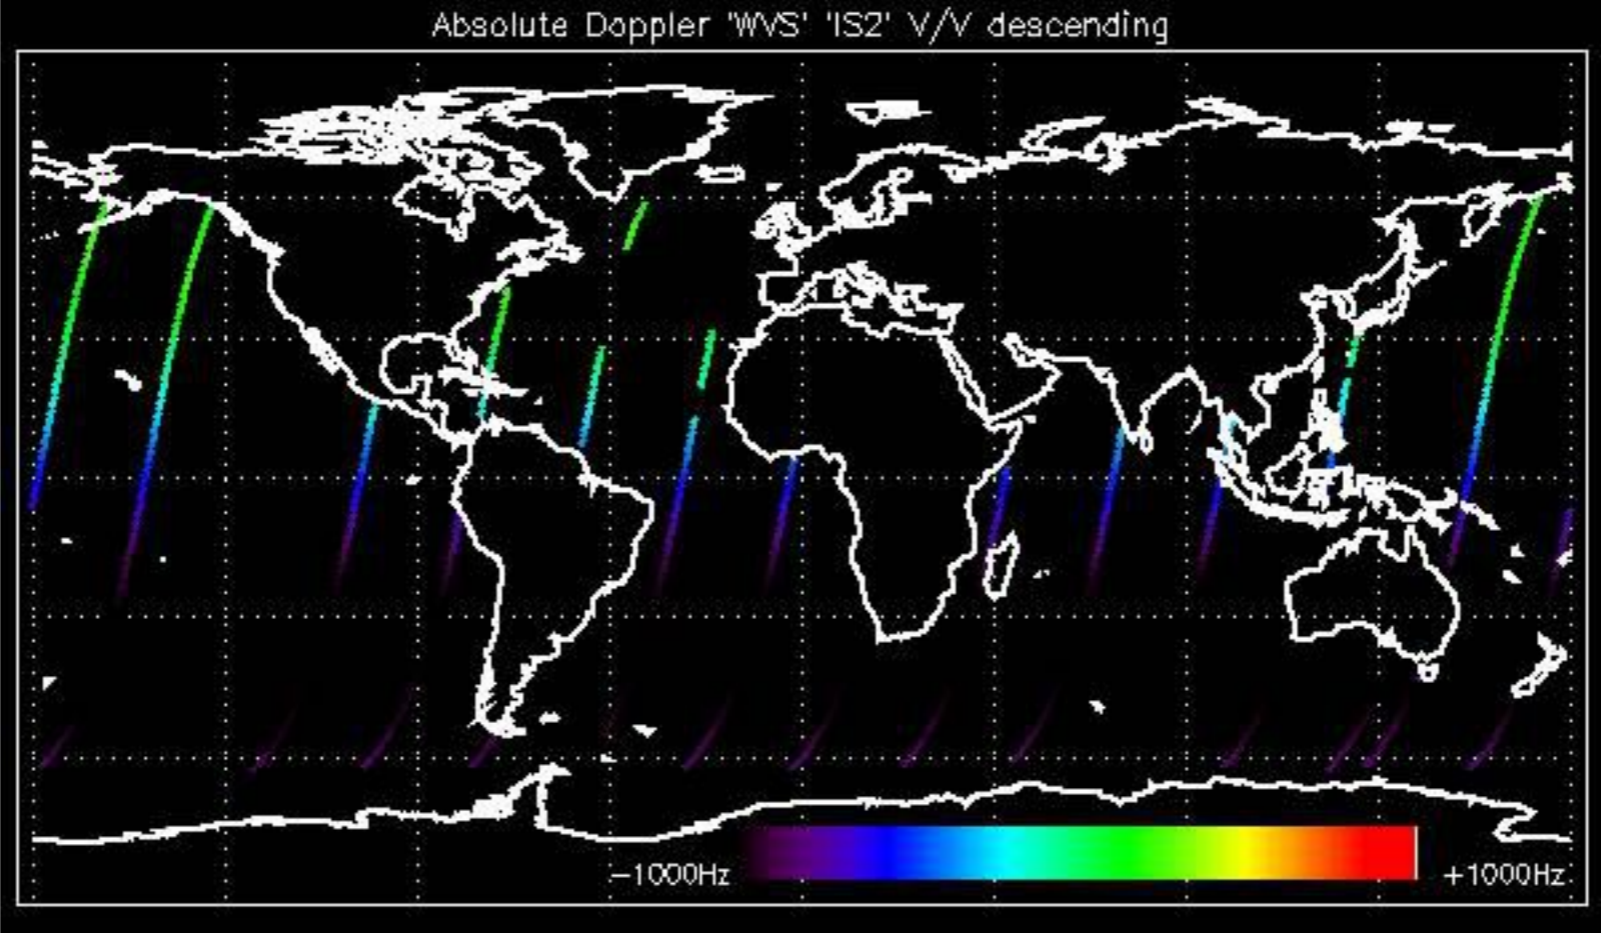 Absolute Doppler 'WVS' 'IS2' V/V descending
−1000Hz
+1000Hz